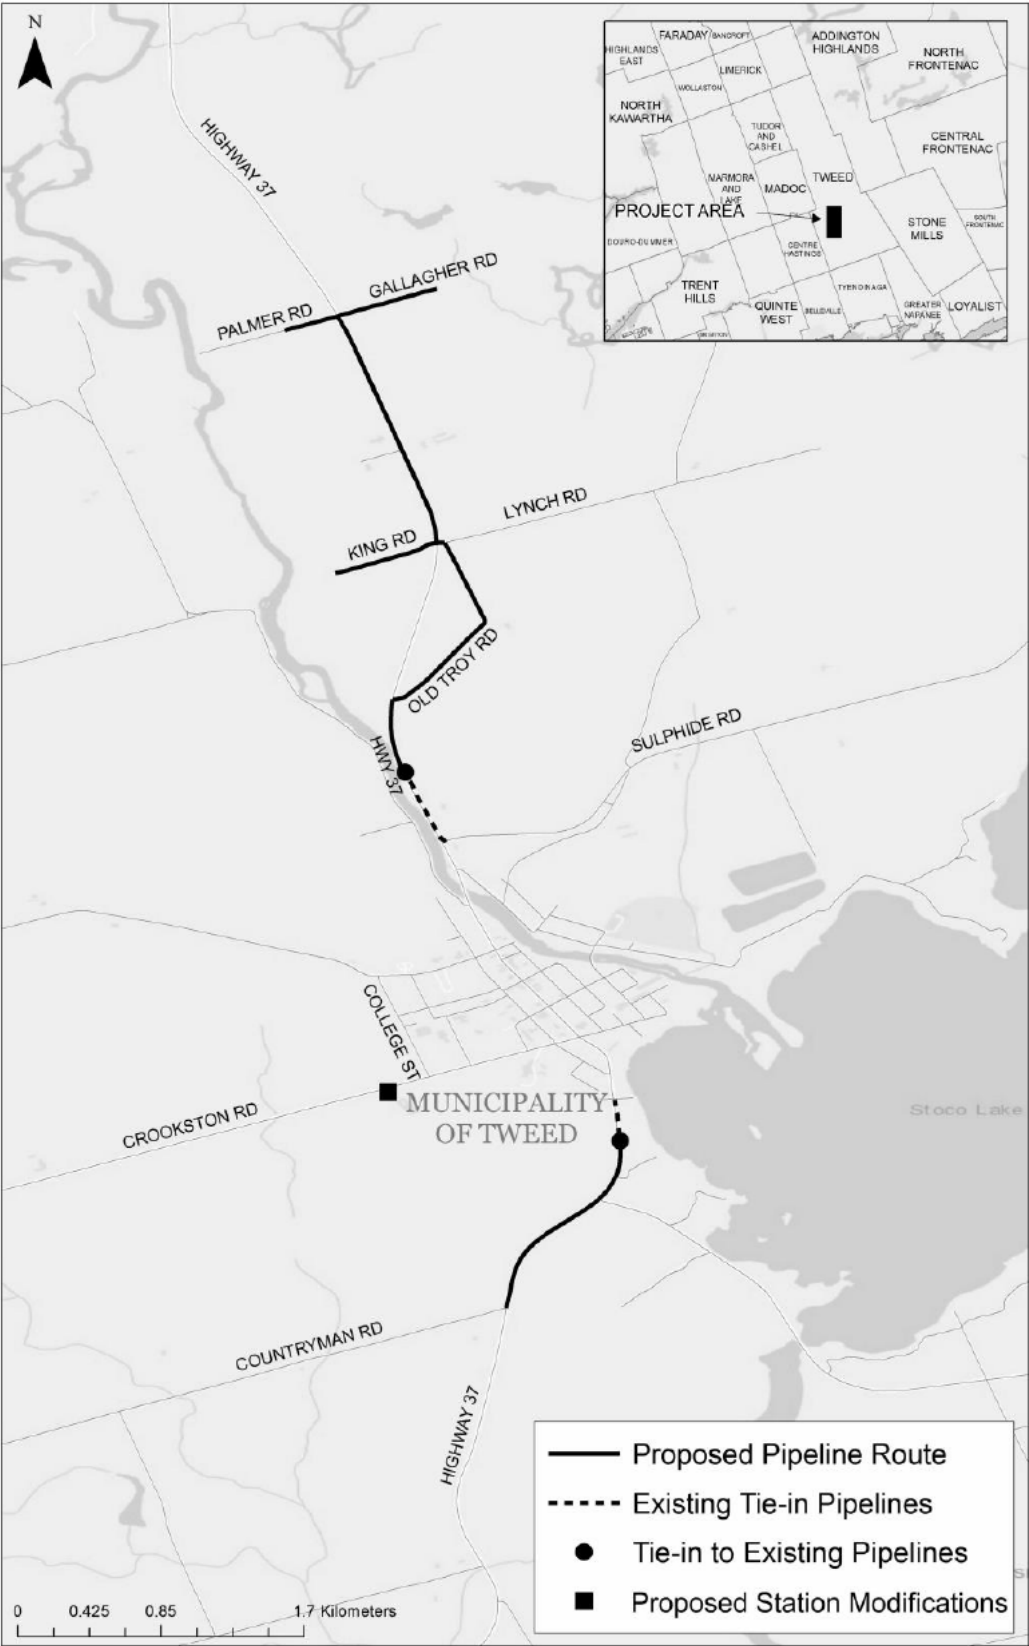 N
HIGHWAY 37
PALMER RD
GALLAGHER RD
KING RD
LYNCH RD
OLD TROY RD
HWY 37
SULPHIDE RD
COLLEGE ST
CROOKSTON RD
MUNICIPALITY
OF TWEED
Stoco Lake
COUNTRYMAN RD
HIGHWAY 37
FARADAY
BANCROFT
ADDINGTON
HIGHLANDS
HIGHLANDS
EAST
LIMERICK
NORTH
FRONTENAC
WOLLASTON
NORTH
KAWARTHA
TUDOR
AND
CASHEL
CENTRAL
FRONTENAC
MARMORA
AND
LAKE
MADOC
TWEED
PROJECT AREA
STONE
MILLS
SOUTH
FRONTENAC
DOURO-DUMMER
CENTRE
HASTINGS
TRENT
HILLS
TYENDINAGA
QUINTE
WEST
BELLEVILLE
GREATER
NAPANEE
LOYALIST
Proposed Pipeline Route
Existing Tie-in Pipelines
Tie-in to Existing Pipelines
Proposed Station Modifications
0 0.425 0.85 1.7 Kilometers